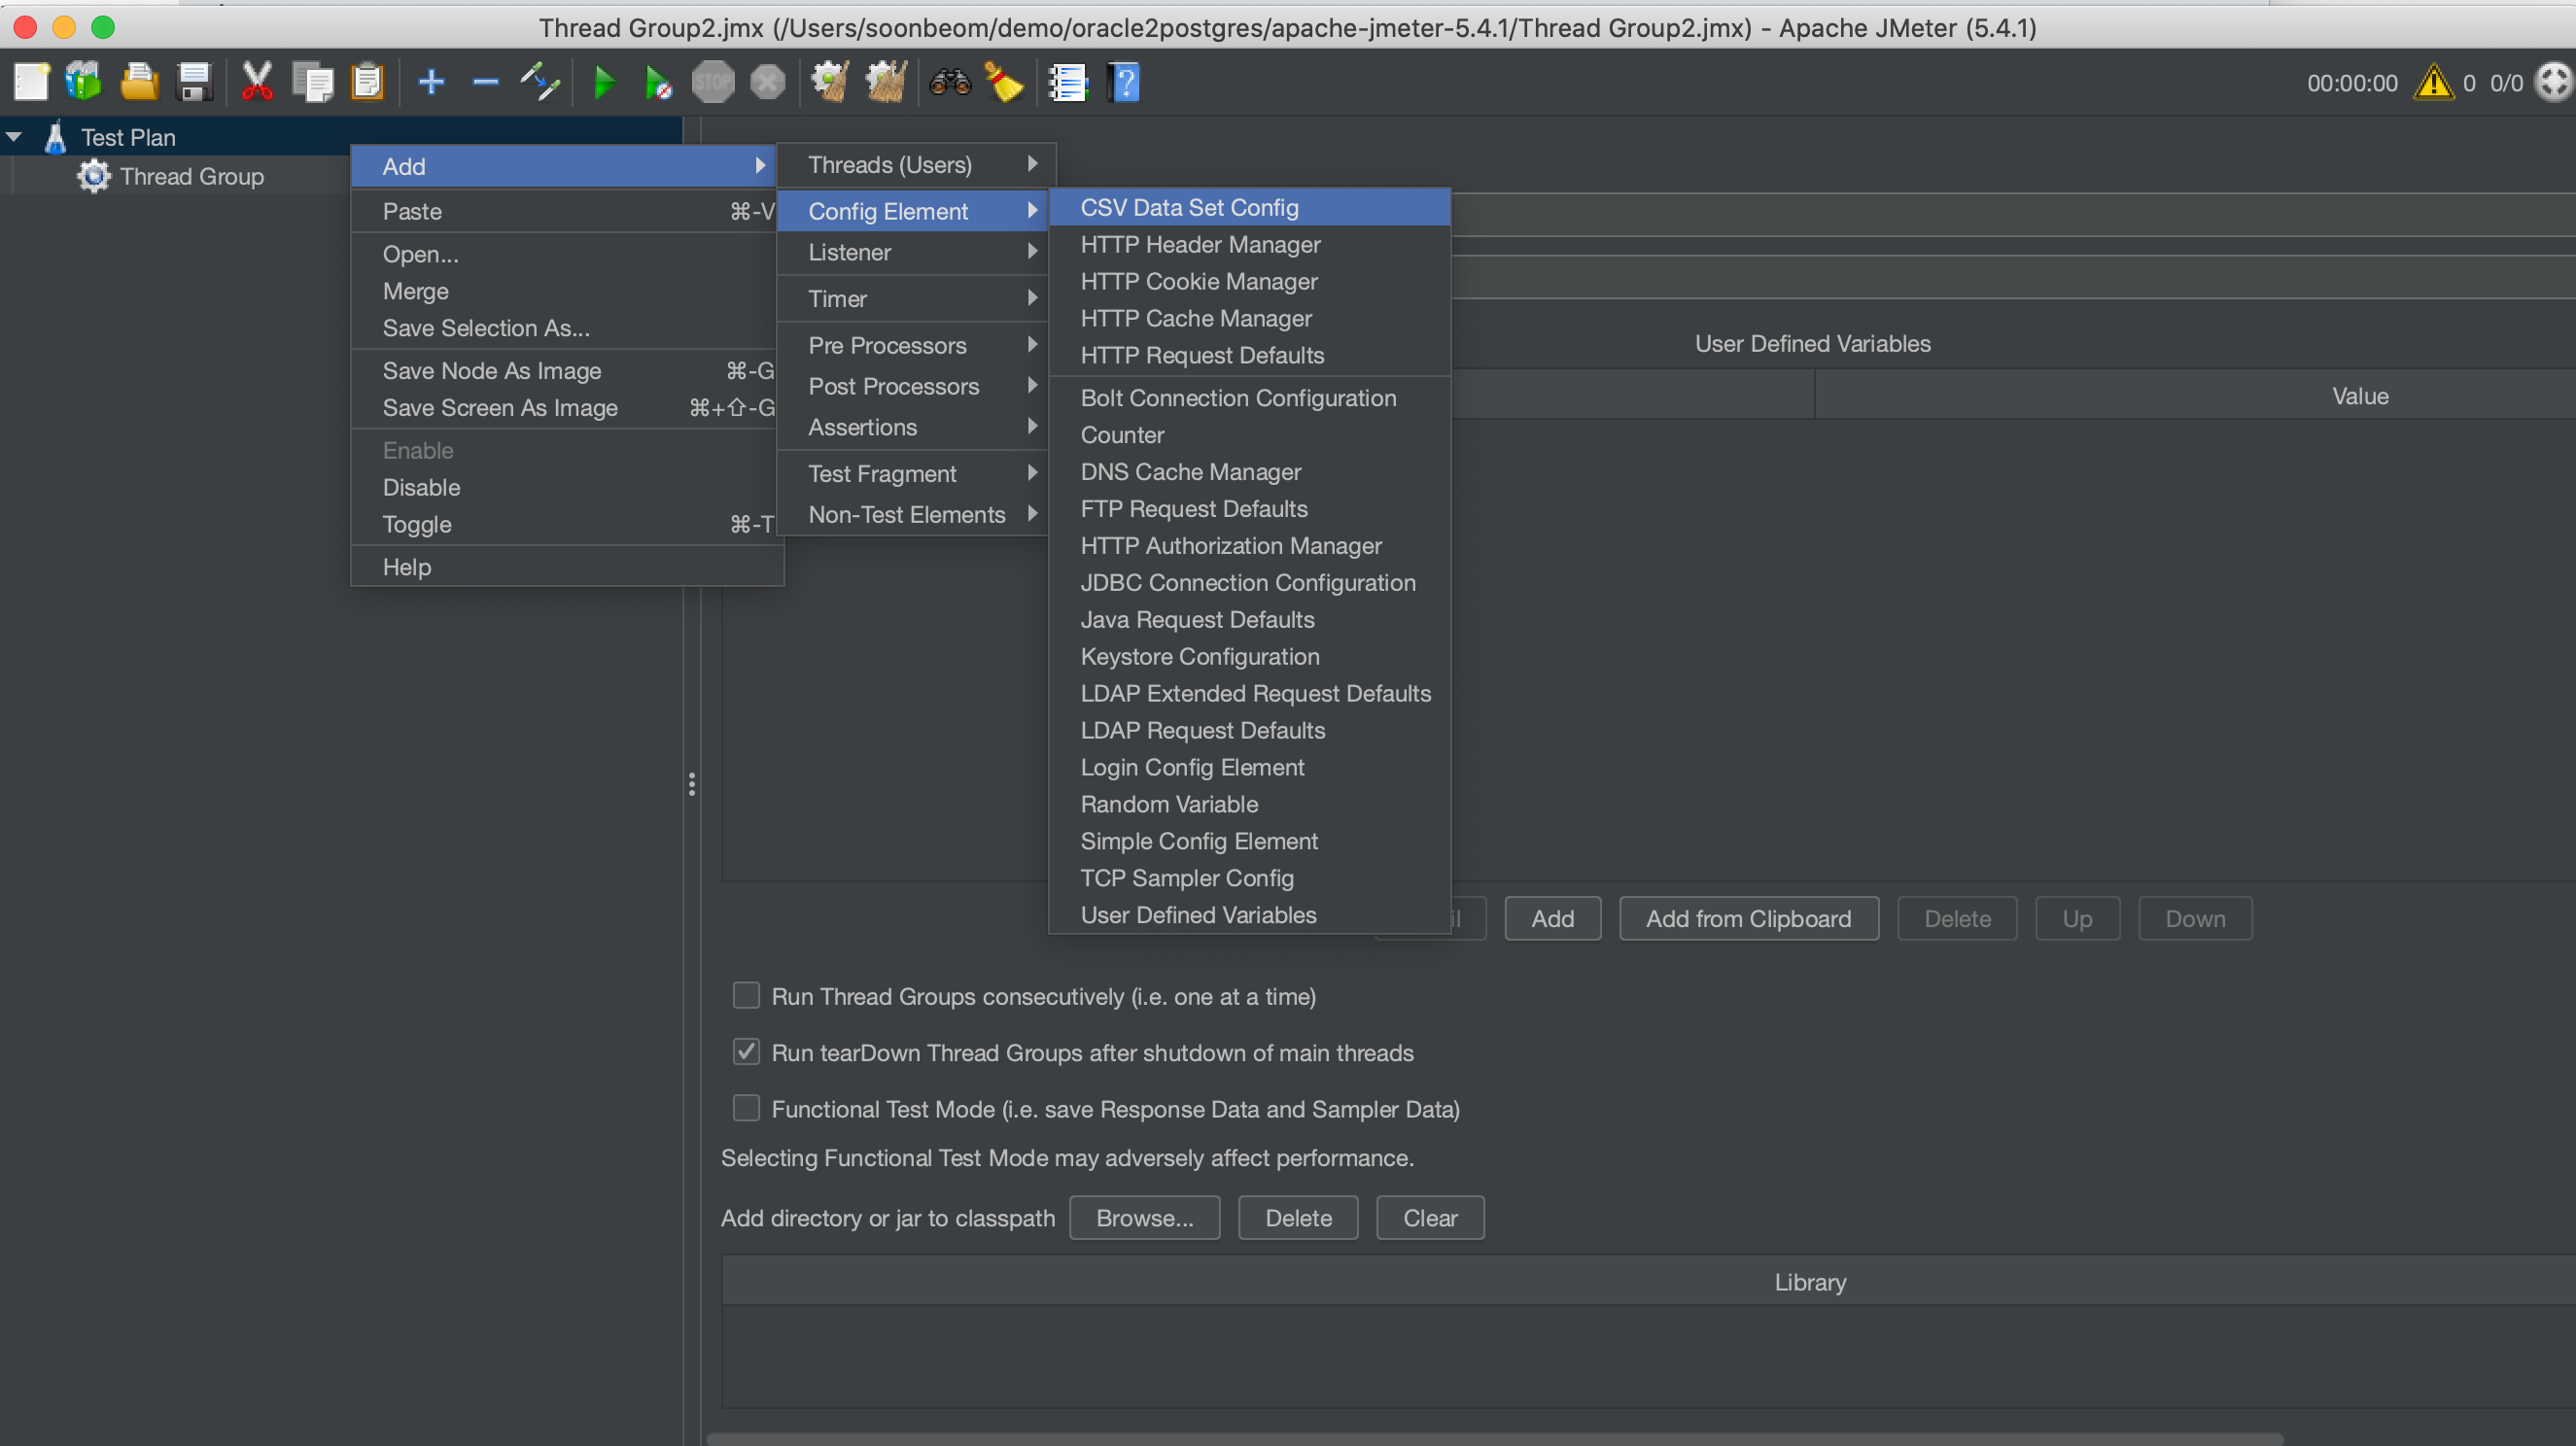 Thread Group2.jmx (/Users/soonbeom/demo/oracle2postgres/apache-jmeter-5.4.1/Thread Group2.jmx) - Apache JMeter (5.4.1)
STOP
00:00:00 0 0/0
Test Plan
Thread Group
Add
Paste ⌘-V
Open...
Merge
Save Selection As...
Save Node As Image ⌘-G
Save Screen As Image ⌘+⇧-G
Enable
Disable
Toggle ⌘-T
Help
Threads (Users)
Config Element
Listener
Timer
Pre Processors
Post Processors
Assertions
Test Fragment
Non-Test Elements
CSV Data Set Config
HTTP Header Manager
HTTP Cookie Manager
HTTP Cache Manager
HTTP Request Defaults
Bolt Connection Configuration
Counter
DNS Cache Manager
FTP Request Defaults
HTTP Authorization Manager
JDBC Connection Configuration
Java Request Defaults
Keystore Configuration
LDAP Extended Request Defaults
LDAP Request Defaults
Login Config Element
Random Variable
Simple Config Element
TCP Sampler Config
User Defined Variables
User Defined Variables
Value
Add Add from Clipboard Delete Up Down
Run Thread Groups consecutively (i.e. one at a time)
Run tearDown Thread Groups after shutdown of main threads
Functional Test Mode (i.e. save Response Data and Sampler Data)
Selecting Functional Test Mode may adversely affect performance.
Add directory or jar to classpath Browse... Delete Clear
Library